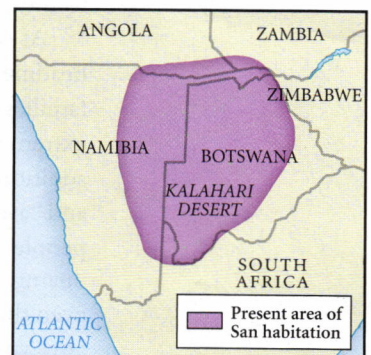 ANGOLA
ZAMBIA
ZIMBABWE
NAMIBIA
BOTSWANA
KALAHARI
DESERT
SOUTH
AFRICA
ATLANTIC
OCEAN
Present area of
San habitation